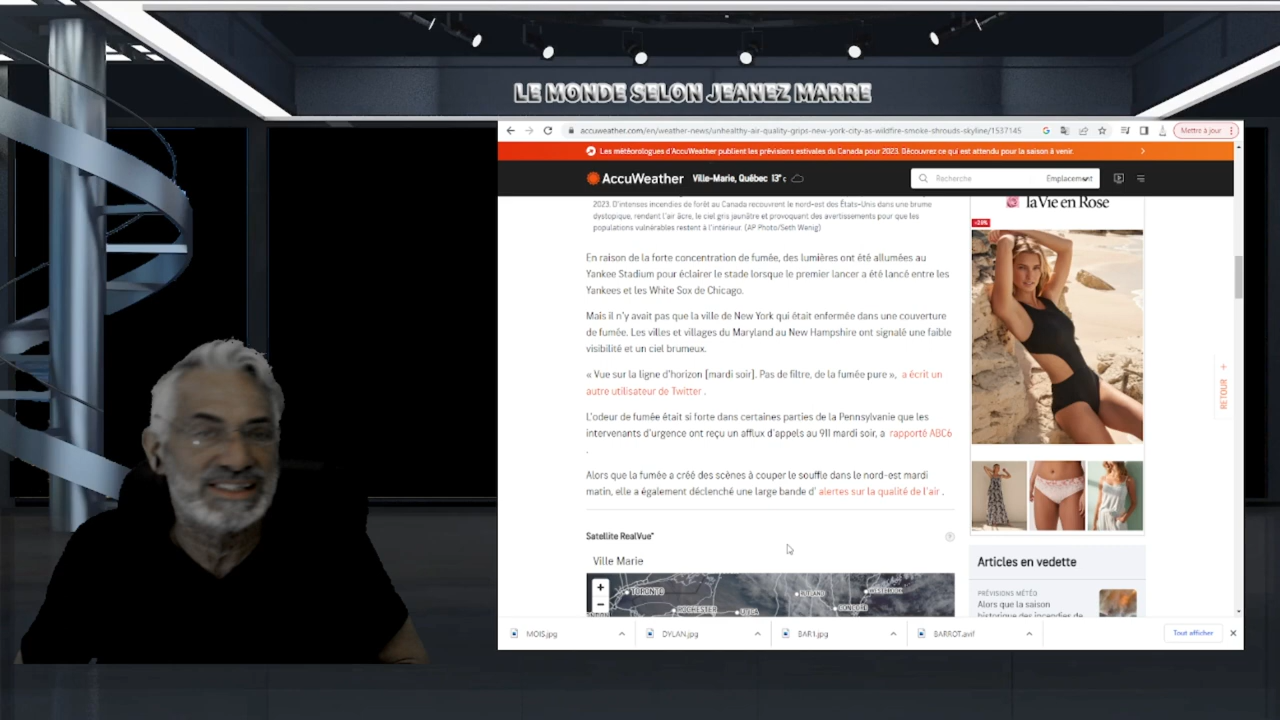 LE MONDE SELON JEANEZ MARRE
accuweather.com/en/weather-news/unhealthy-air-quality-grips-new-york-city-as-wildfire-smoke-shrouds-skyline/1537145
Mettre à jour
Les météorologues d'AccuWeather publient les prévisions estivales du Canada pour 2023. Découvrez ce qui est attendu pour la saison à venir.
AccuWeather Ville-Marie, Québec 13° c
Recherche
Emplacement
2023. D'intenses incendies de forêt au Canada recouvrent le nord-est des États-Unis dans une brume
dystopique, rendant l'air âcre, le ciel gris jaunâtre et provoquant des avertissements pour que les
populations vulnérables restent à l'intérieur. (AP Photo/Seth Wenig)
En raison de la forte concentration de fumée, des lumières ont été allumées au
Yankee Stadium pour éclairer le stade lorsque le premier lancer a été lancé entre les
Yankees et les White Sox de Chicago.
Mais il n'y avait pas que la ville de New York qui était enfermée dans une couverture
de fumée. Les villes et villages du Maryland au New Hampshire ont signalé une faible
visibilité et un ciel brumeux.
« Vue sur la ligne d'horizon [mardi soir]. Pas de filtre, de la fumée pure », a écrit un
autre utilisateur de Twitter .
L'odeur de fumée était si forte dans certaines parties de la Pennsylvanie que les
intervenants d'urgence ont reçu un afflux d'appels au 911 mardi soir, a rapporté ABC6
.
Alors que la fumée a créé des scènes à couper le souffle dans le nord-est mardi
matin, elle a également déclenché une large bande d' alertes sur la qualité de l'air .
Satellite RealVue™
Ville Marie
+
−
TORONTO
ROCHESTER
UTICA
RUTLAND
CONCORD
la Vie en Rose
RETOUR +
Articles en vedette
PRÉVISIONS MÉTÉO
Alors que la saison
historique des incendies de
MOIS.jpg
DYLAN.jpg
BAR1.jpg
BARROT.avif
Tout afficher